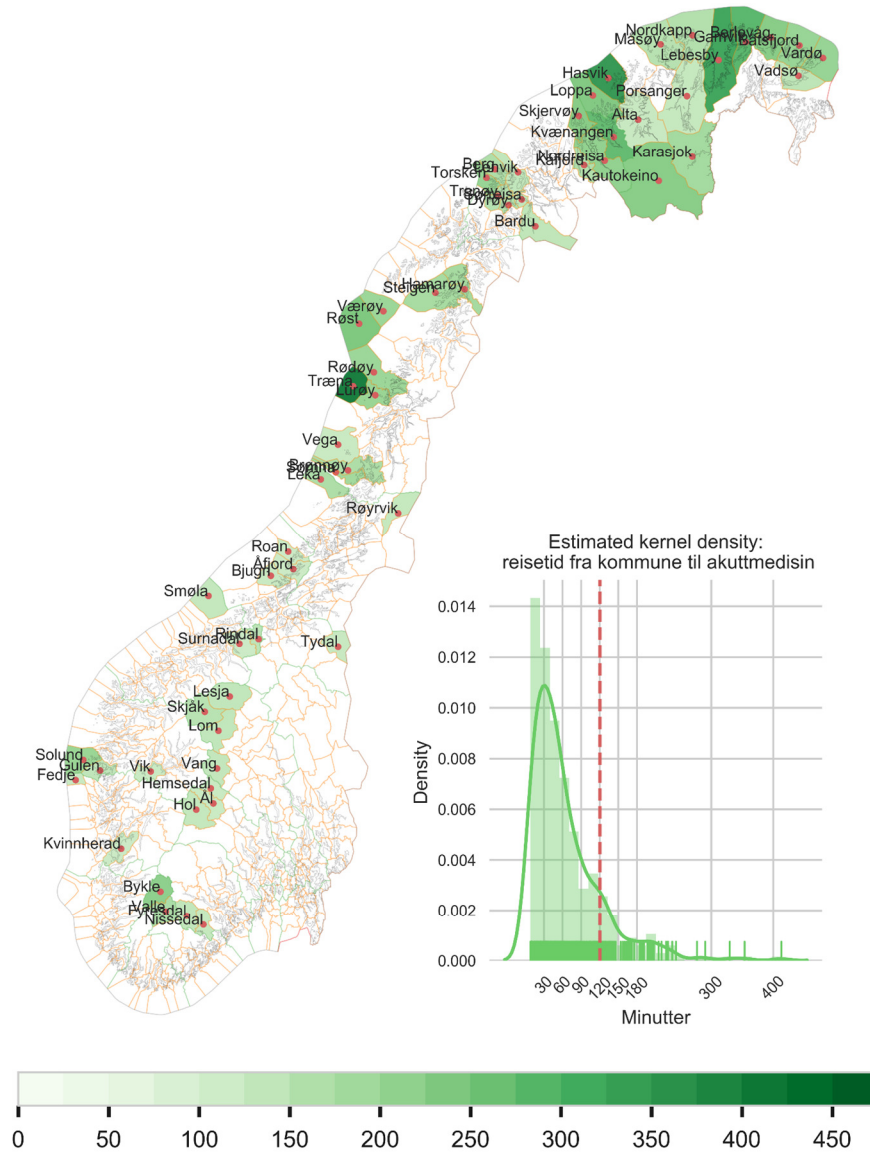 Nordkapp
Måsøy
Gamvik
Berlevåg
Båtsfjord
Lebesby
Vardø
Vadsø
Hasvik
Loppa
Porsanger
Skjervøy
Alta
Kvænangen
Nordreisa
Kåfjord
Karasjok
Kautokeino
Berg
Lenvik
Torsken
Tranøy
Sørreisa
Dyrøy
Bardu
Hamarøy
Steigen
Værøy
Røst
Rødøy
Træna
Lurøy
Vega
Brønnøy
Sømna
Leka
Røyrvik
Roan
Åfjord
Bjugn
Smøla
Rindal
Surnadal
Tydal
Lesja
Skjåk
Lom
Solund
Gulen
Fedje
Vik
Vang
Hemsedal
Ål
Hol
Kvinnherad
Bykle
Valle
Fyresdal
Nissedal
Estimated kernel density:
reisetid fra kommune til akuttmedisin
0.014
0.012
0.010
0.008
0.006
0.004
0.002
0.000
Density
30 60 90 120 150 180 300 400
Minutter
0 50 100 150 200 250 300 350 400 450